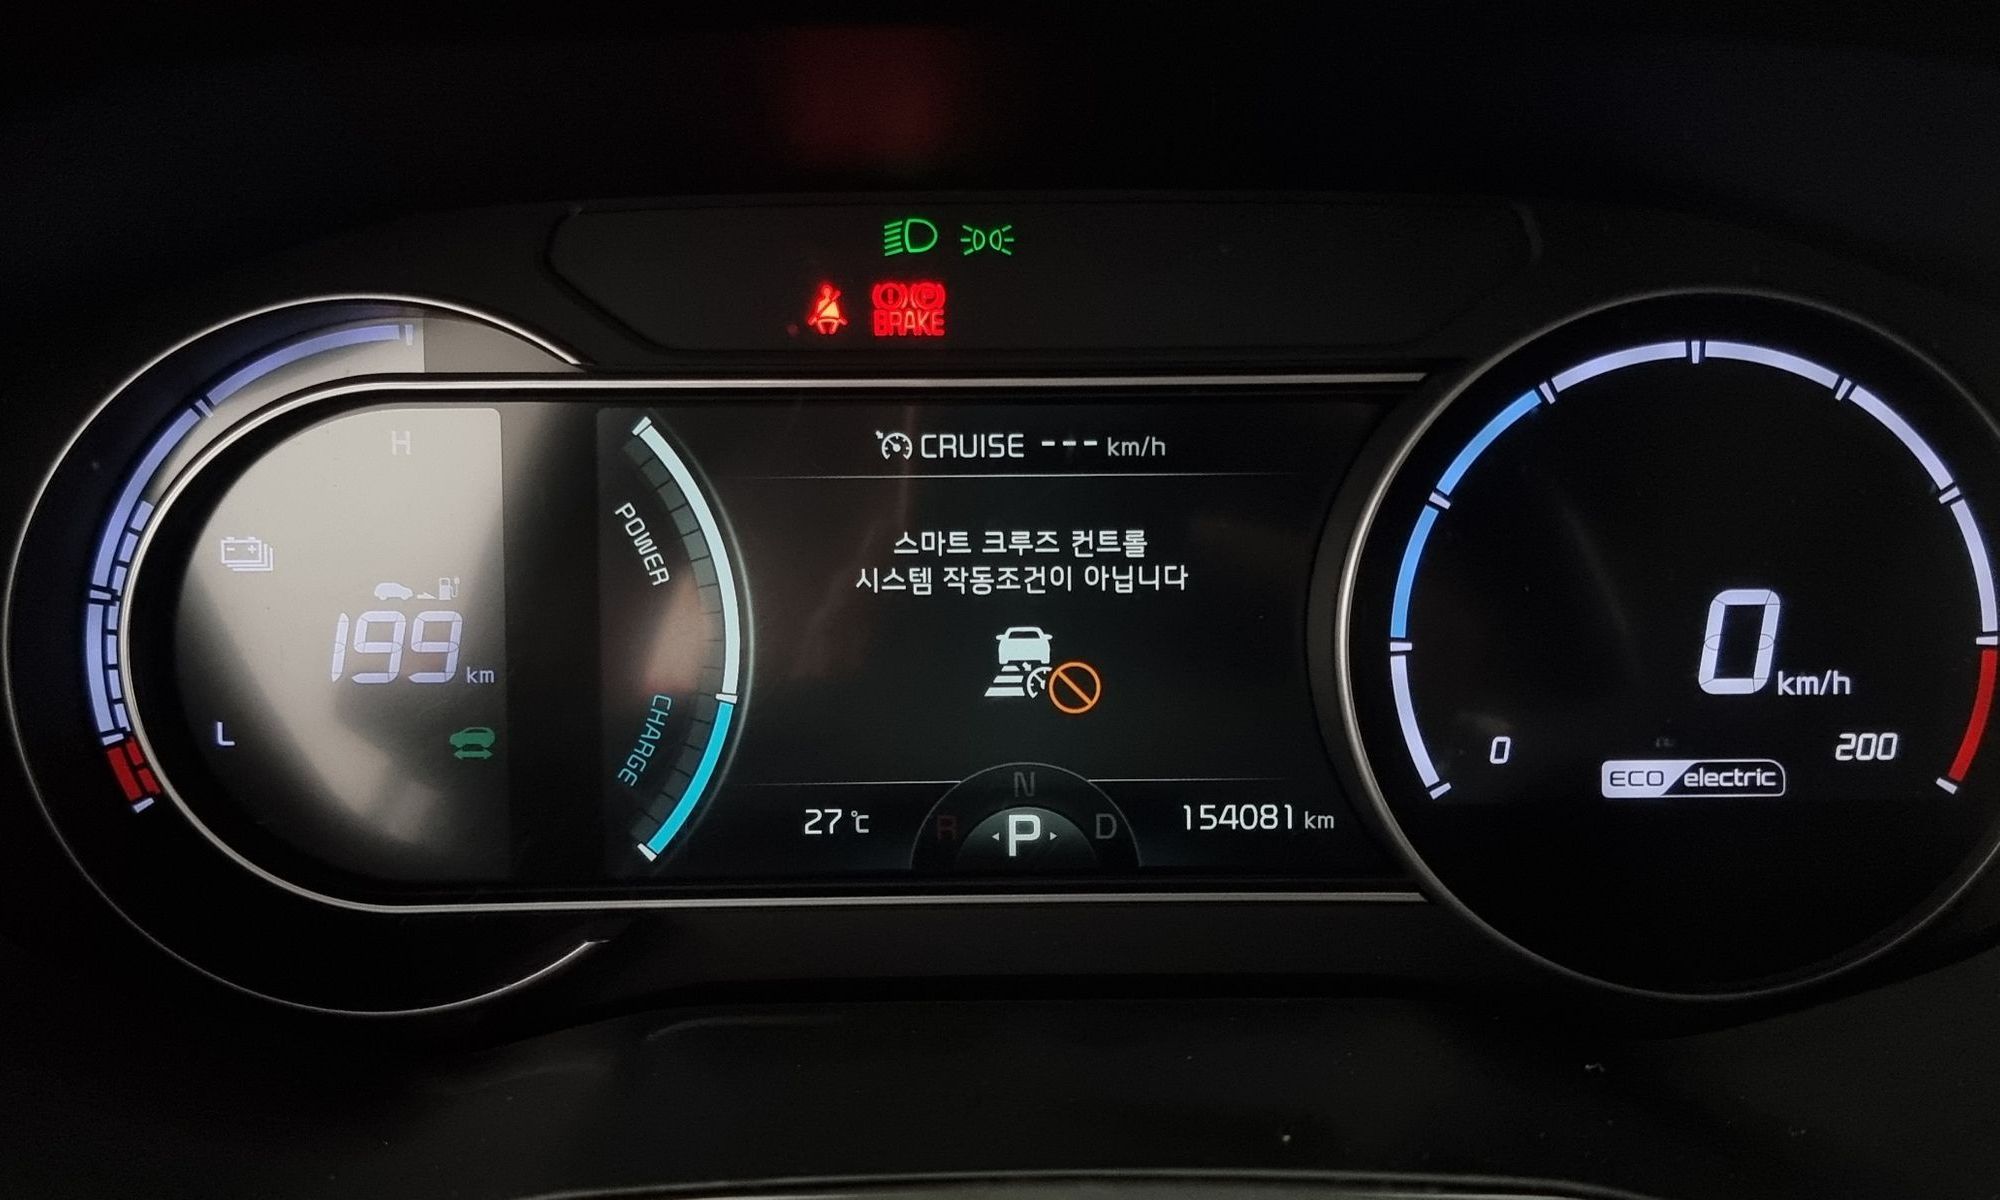 BRAKE
CRUISE --- km/h
H
POWER
스마트 크루즈 컨트롤
시스템 작동조건이 아닙니다
199 km
0 km/h
L
CHARGE
0
200
ECO electric
N
27 ℃
R
P
D
154081 km